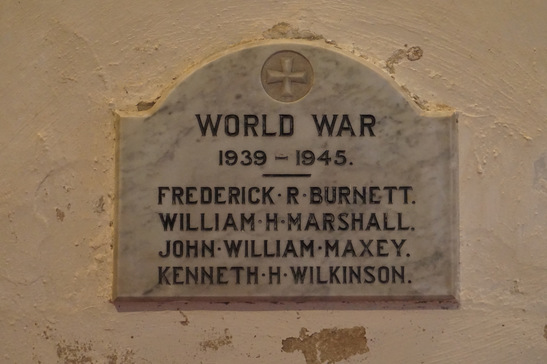 WORLD WAR
1939 – 1945.
FREDERICK · R · BURNETT.
WILLIAM · H · MARSHALL.
JOHN · WILLIAM · MAXEY.
KENNETH · H · WILKINSON.